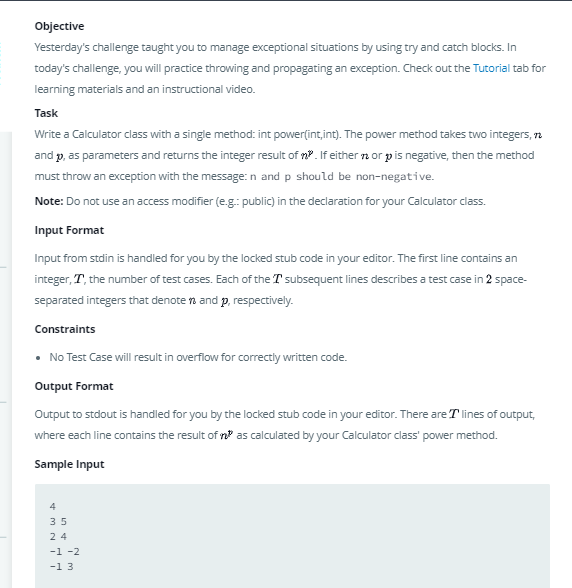 Objective
Yesterday's challenge taught you to manage exceptional situations by using try and catch blocks. In
today's challenge, you will practice throwing and propagating an exception. Check out the Tutorial tab for
learning materials and an instructional video.
Task
Write a Calculator class with a single method: int power(int,int). The power method takes two integers, n
and p, as parameters and returns the integer result of nᵖ. If either n or p is negative, then the method
must throw an exception with the message: n and p should be non-negative.
Note: Do not use an access modifier (e.g.: public) in the declaration for your Calculator class.
Input Format
Input from stdin is handled for you by the locked stub code in your editor. The first line contains an
integer, T, the number of test cases. Each of the T subsequent lines describes a test case in 2 space-
separated integers that denote n and p, respectively.
Constraints
• No Test Case will result in overflow for correctly written code.
Output Format
Output to stdout is handled for you by the locked stub code in your editor. There are T lines of output,
where each line contains the result of nᵖ as calculated by your Calculator class' power method.
Sample Input
4
3 5
2 4
-1 -2
-1 3